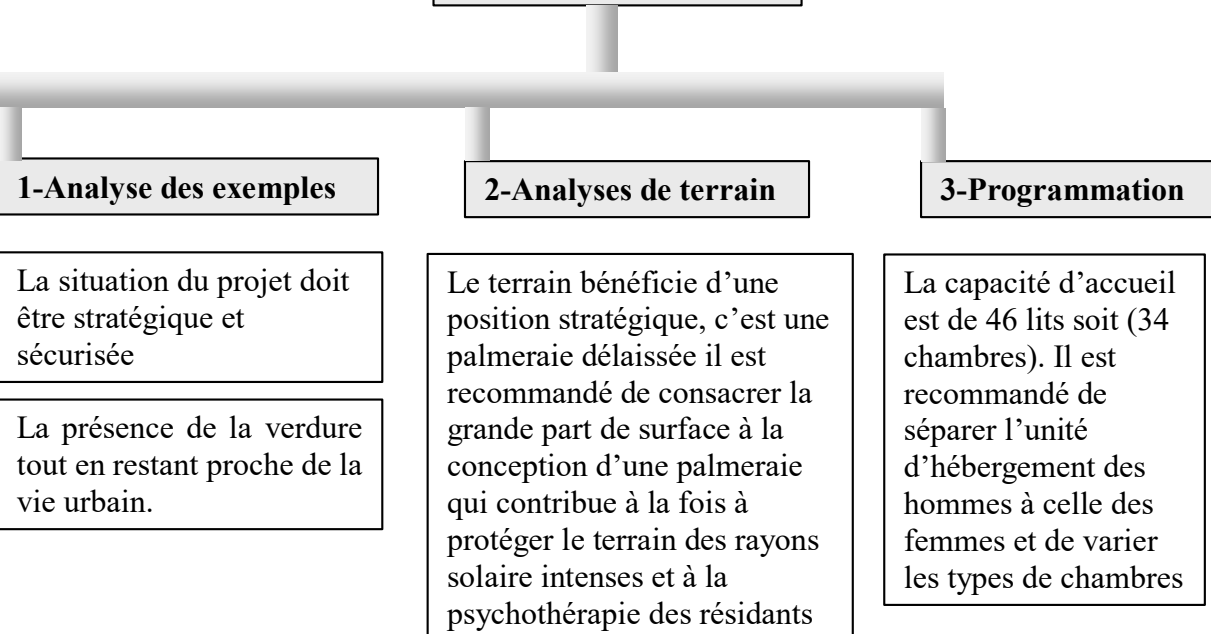 1-Analyse des exemples
La situation du projet doit
être stratégique et
sécurisée
La présence de la verdure
tout en restant proche de la
vie urbain.
2-Analyses de terrain
Le terrain bénéficie d’une
position stratégique, c’est une
palmeraie délaissée il est
recommandé de consacrer la
grande part de surface à la
conception d’une palmeraie
qui contribue à la fois à
protéger le terrain des rayons
solaire intenses et à la
psychothérapie des résidants
3-Programmation
La capacité d’accueil
est de 46 lits soit (34
chambres). Il est
recommandé de
séparer l’unité
d’hébergement des
hommes à celle des
femmes et de varier
les types de chambres